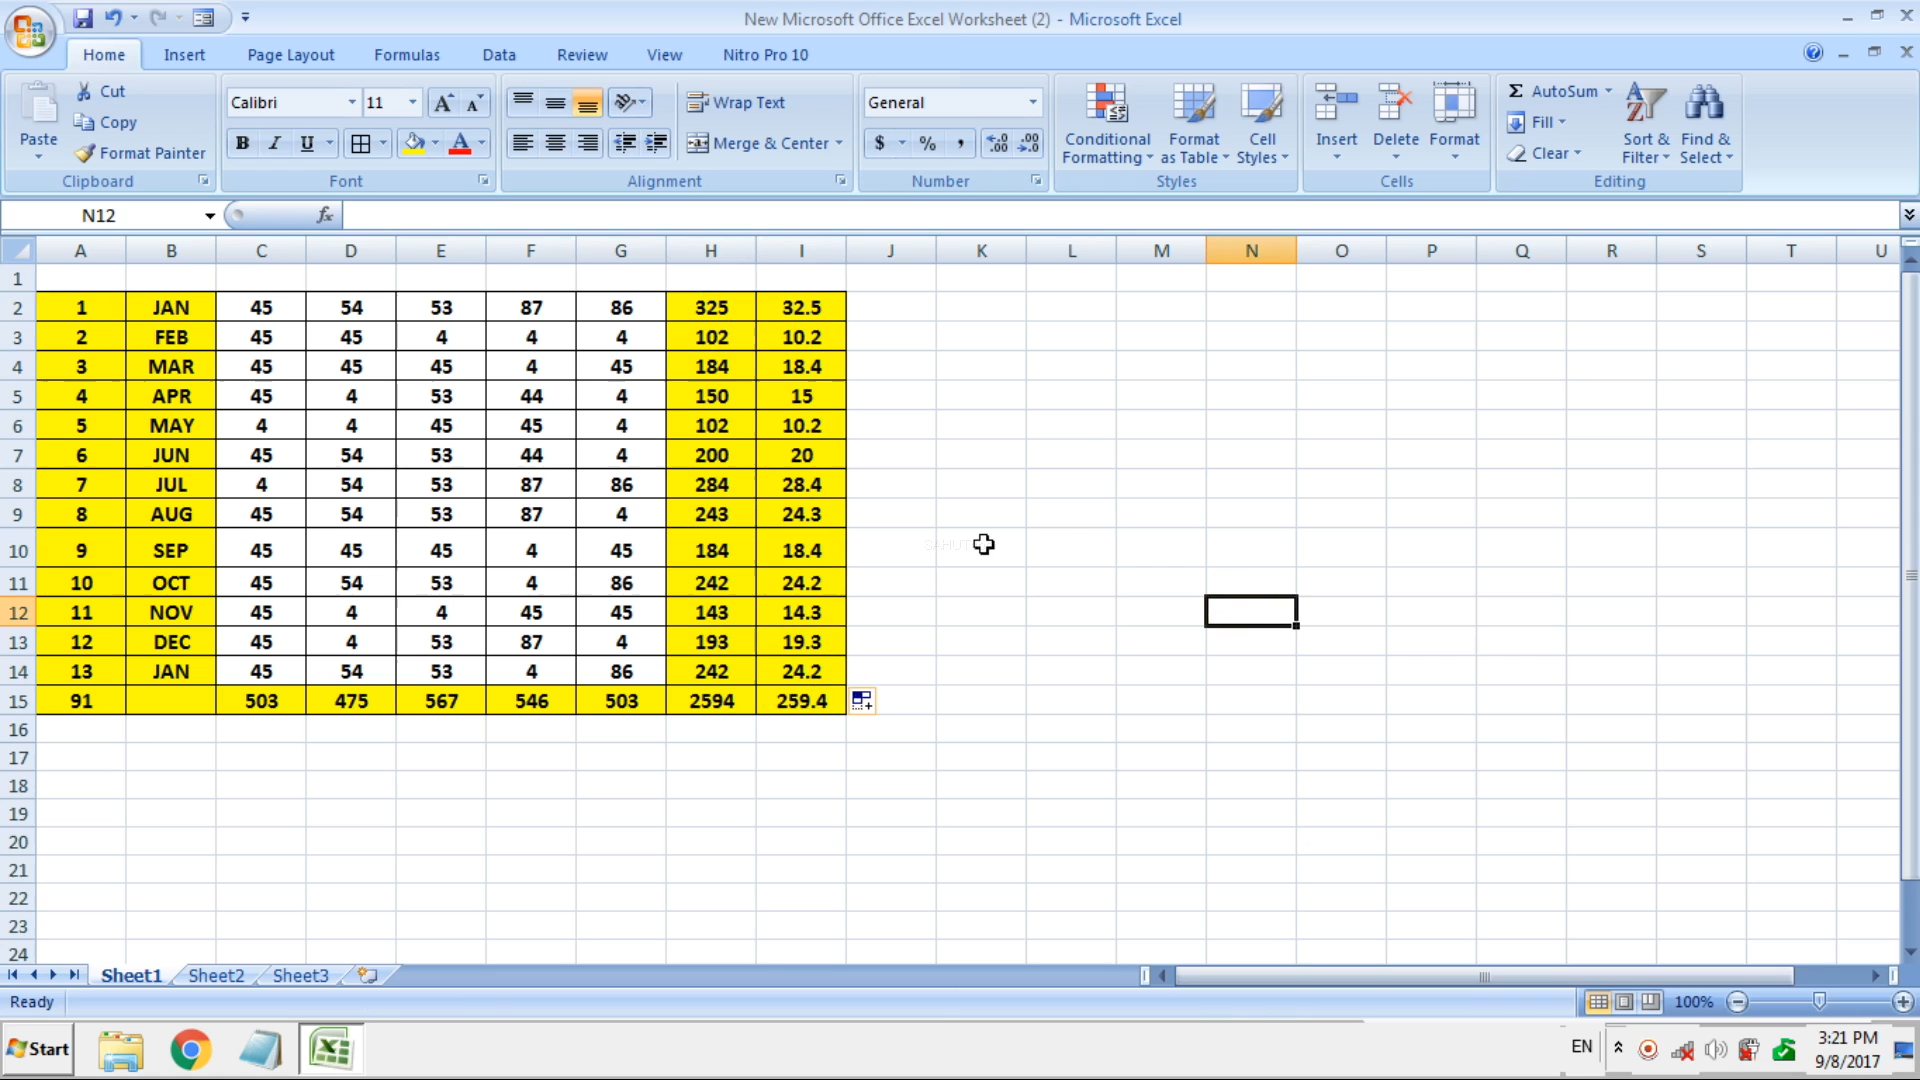 New Microsoft Office Excel Worksheet (2) - Microsoft Excel
Home Insert Page Layout Formulas Data Review View Nitro Pro 10
Paste
Cut
Copy
Format Painter
Clipboard
Calibri 11
B I U
Font
Wrap Text
Merge & Center
Alignment
General
$ % ,
Number
Conditional Formatting
Format as Table
Cell Styles
Styles
Insert Delete Format
Cells
Σ AutoSum
Fill
Clear
Sort & Filter
Find & Select
Editing
N12 fx
A B C D E F G H I J K L M N O P Q R S T U
1
2 1 JAN 45 54 53 87 86 325 32.5
3 2 FEB 45 45 4 4 4 102 10.2
4 3 MAR 45 45 45 4 45 184 18.4
5 4 APR 45 4 53 44 4 150 15
6 5 MAY 4 4 45 45 4 102 10.2
7 6 JUN 45 54 53 44 4 200 20
8 7 JUL 4 54 53 87 86 284 28.4
9 8 AUG 45 54 53 87 4 243 24.3
10 9 SEP 45 45 45 4 45 184 18.4
11 10 OCT 45 54 53 4 86 242 24.2
12 11 NOV 45 4 4 45 45 143 14.3
13 12 DEC 45 4 53 87 4 193 19.3
14 13 JAN 45 54 53 4 86 242 24.2
15 91 503 475 567 546 503 2594 259.4
16
17
18
19
20
21
22
23
24
Sheet1 Sheet2 Sheet3
Ready 100%
Start EN 3:21 PM
9/8/2017